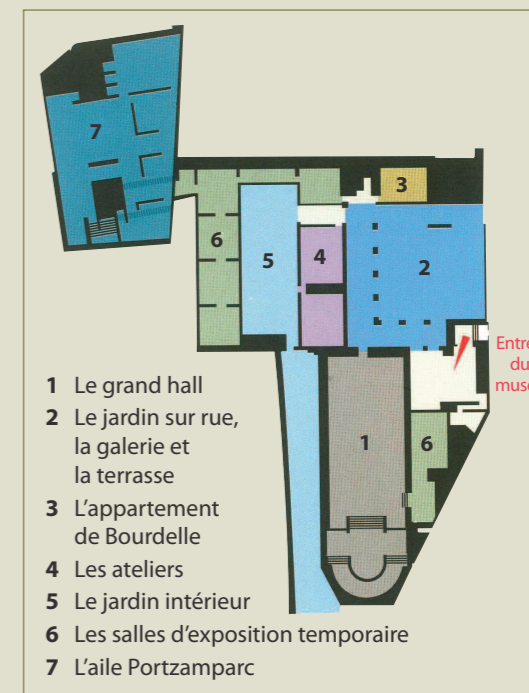 7
3
6
5
4
2
Entré
du
musé
1
6
1 Le grand hall
2 Le jardin sur rue,
la galerie et
la terrasse
3 L'appartement
de Bourdelle
4 Les ateliers
5 Le jardin intérieur
6 Les salles d'exposition temporaire
7 L'aile Portzamparc